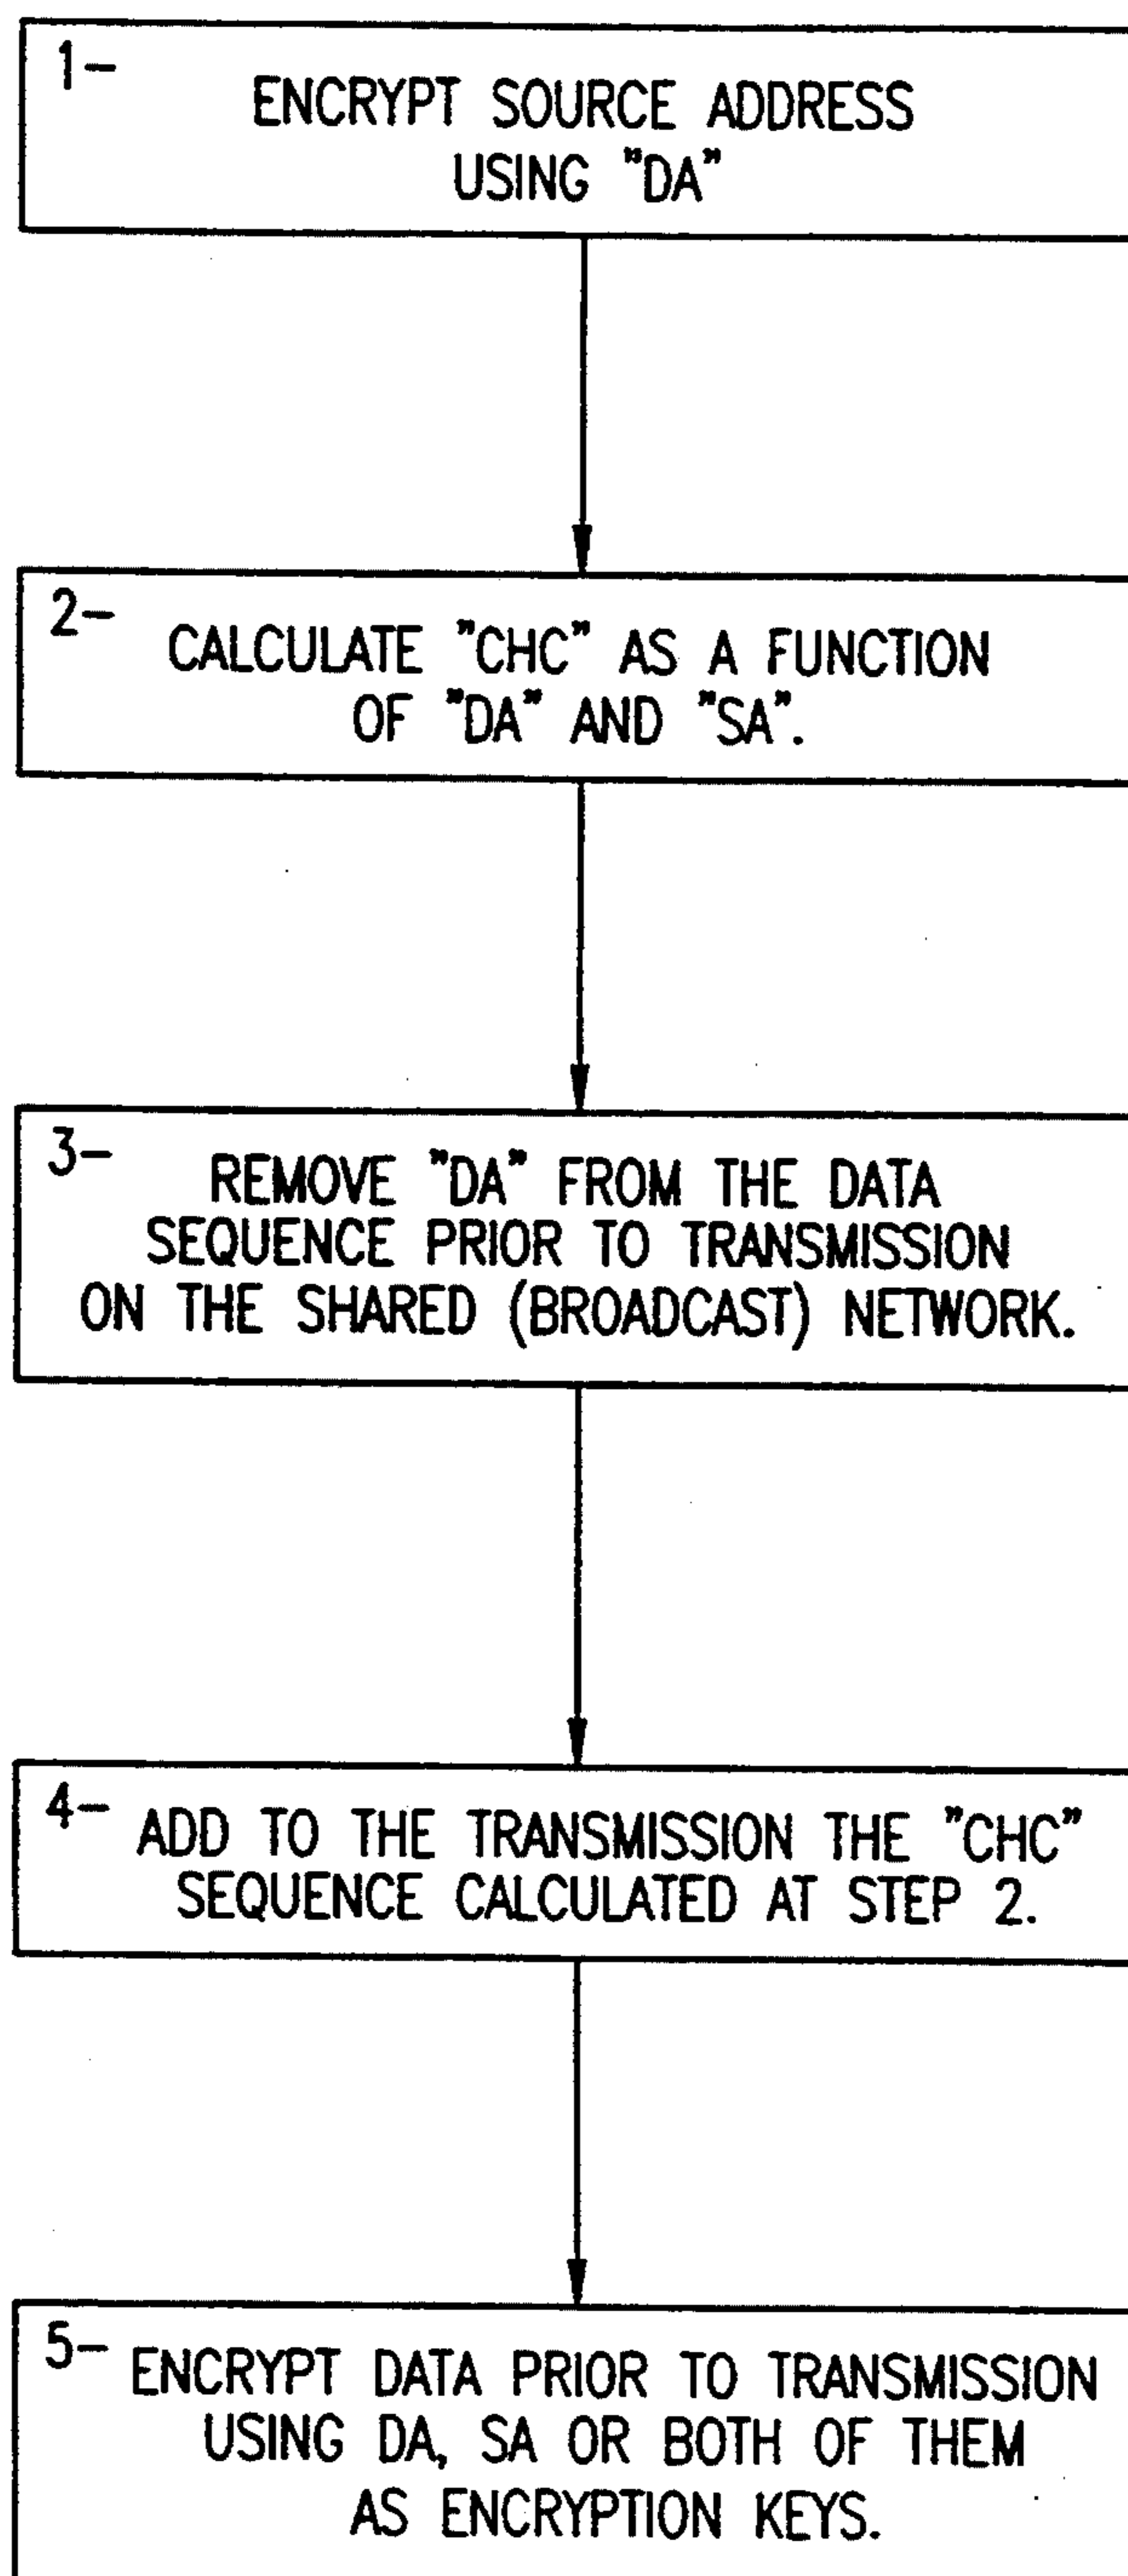 1-
ENCRYPT SOURCE ADDRESS
USING "DA"
2-
CALCULATE "CHC" AS A FUNCTION
OF "DA" AND "SA".
3-
REMOVE "DA" FROM THE DATA
SEQUENCE PRIOR TO TRANSMISSION
ON THE SHARED (BROADCAST) NETWORK.
4-
ADD TO THE TRANSMISSION THE "CHC"
SEQUENCE CALCULATED AT STEP 2.
5-
ENCRYPT DATA PRIOR TO TRANSMISSION
USING DA, SA OR BOTH OF THEM
AS ENCRYPTION KEYS.